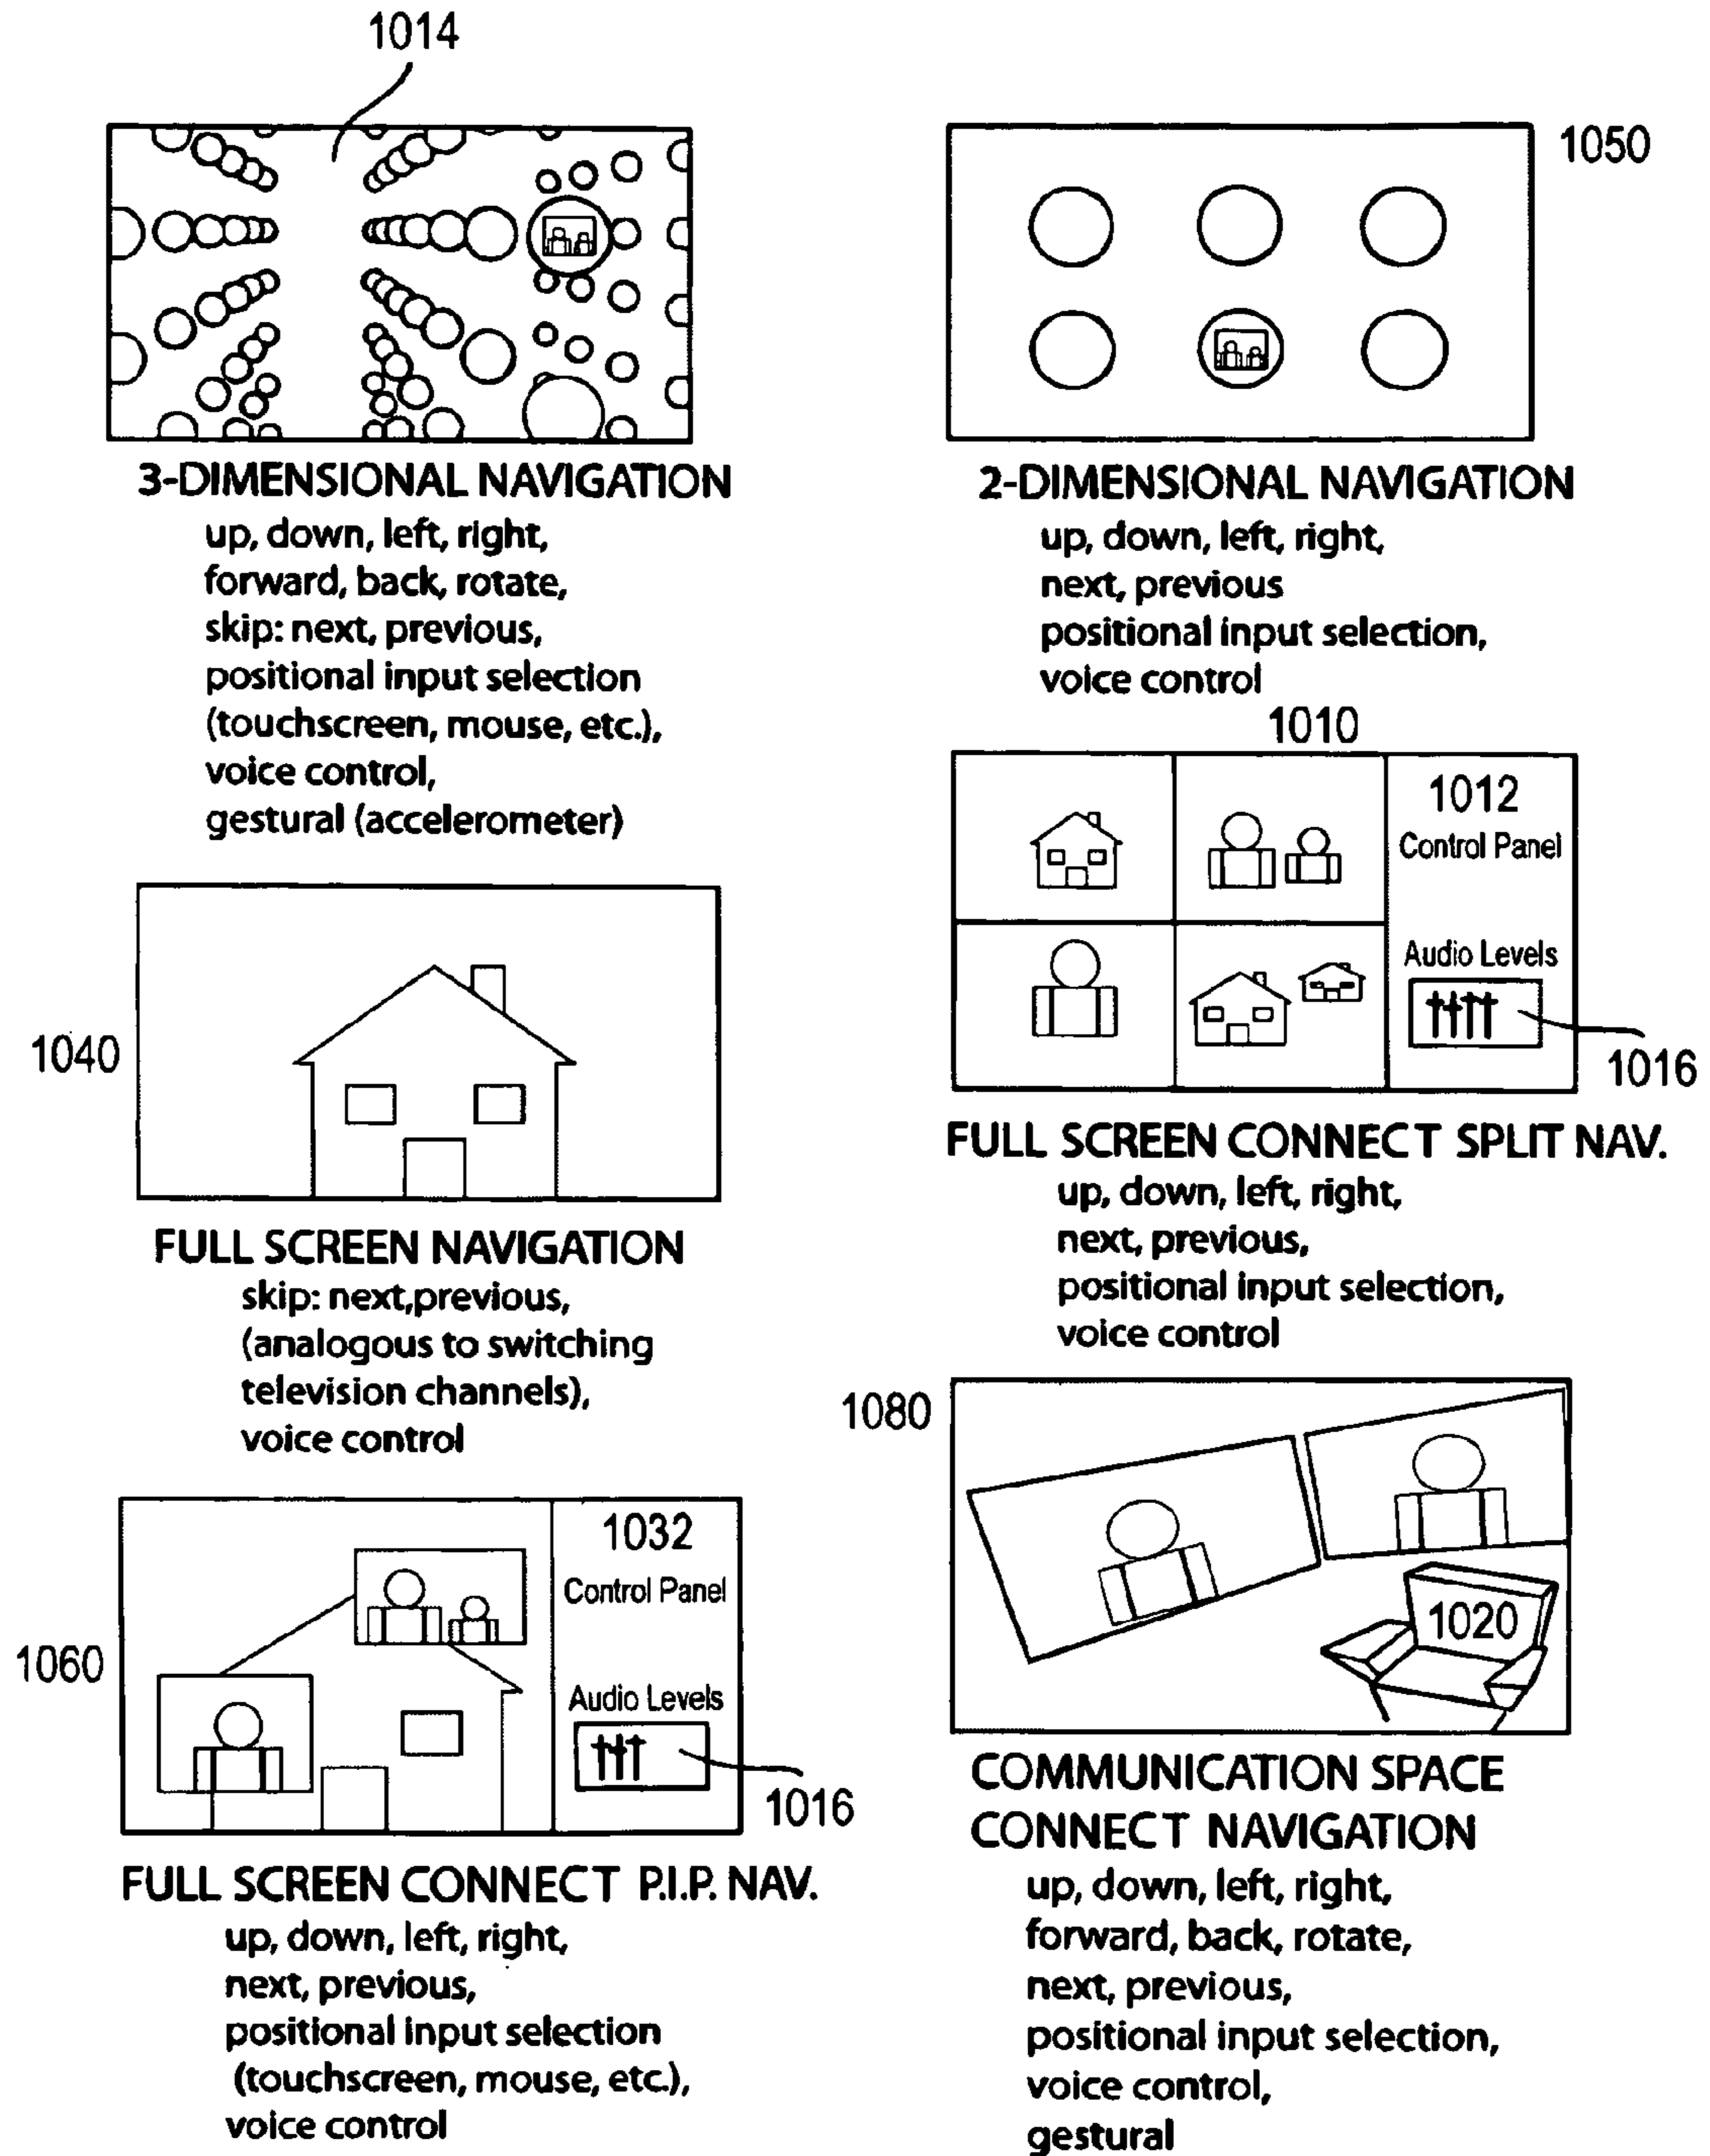 1014
3-DIMENSIONAL NAVIGATION
up, down, left, right,
forward, back, rotate,
skip: next, previous,
positional input selection
(touchscreen, mouse, etc.),
voice control,
gestural (accelerometer)
1050
2-DIMENSIONAL NAVIGATION
up, down, left, right,
next, previous
positional input selection,
voice control
1040
FULL SCREEN NAVIGATION
skip: next,previous,
(analogous to switching
television channels),
voice control
1010
1012
Control Panel
Audio Levels
1016
FULL SCREEN CONNECT SPLIT NAV.
up, down, left, right,
next, previous,
positional input selection,
voice control
1060
1032
Control Panel
Audio Levels
1016
FULL SCREEN CONNECT P.I.P. NAV.
up, down, left, right,
next, previous,
positional input selection
(touchscreen, mouse, etc.),
voice control
1080
1020
COMMUNICATION SPACE
CONNECT NAVIGATION
up, down, left, right,
forward, back, rotate,
next, previous,
positional input selection,
voice control,
gestural